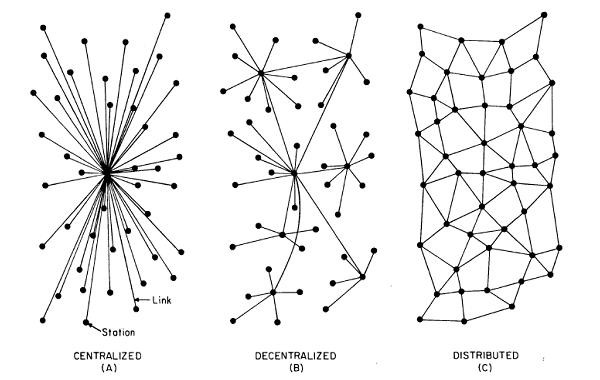 Link
Station
CENTRALIZED
(A)
DECENTRALIZED
(B)
DISTRIBUTED
(C)